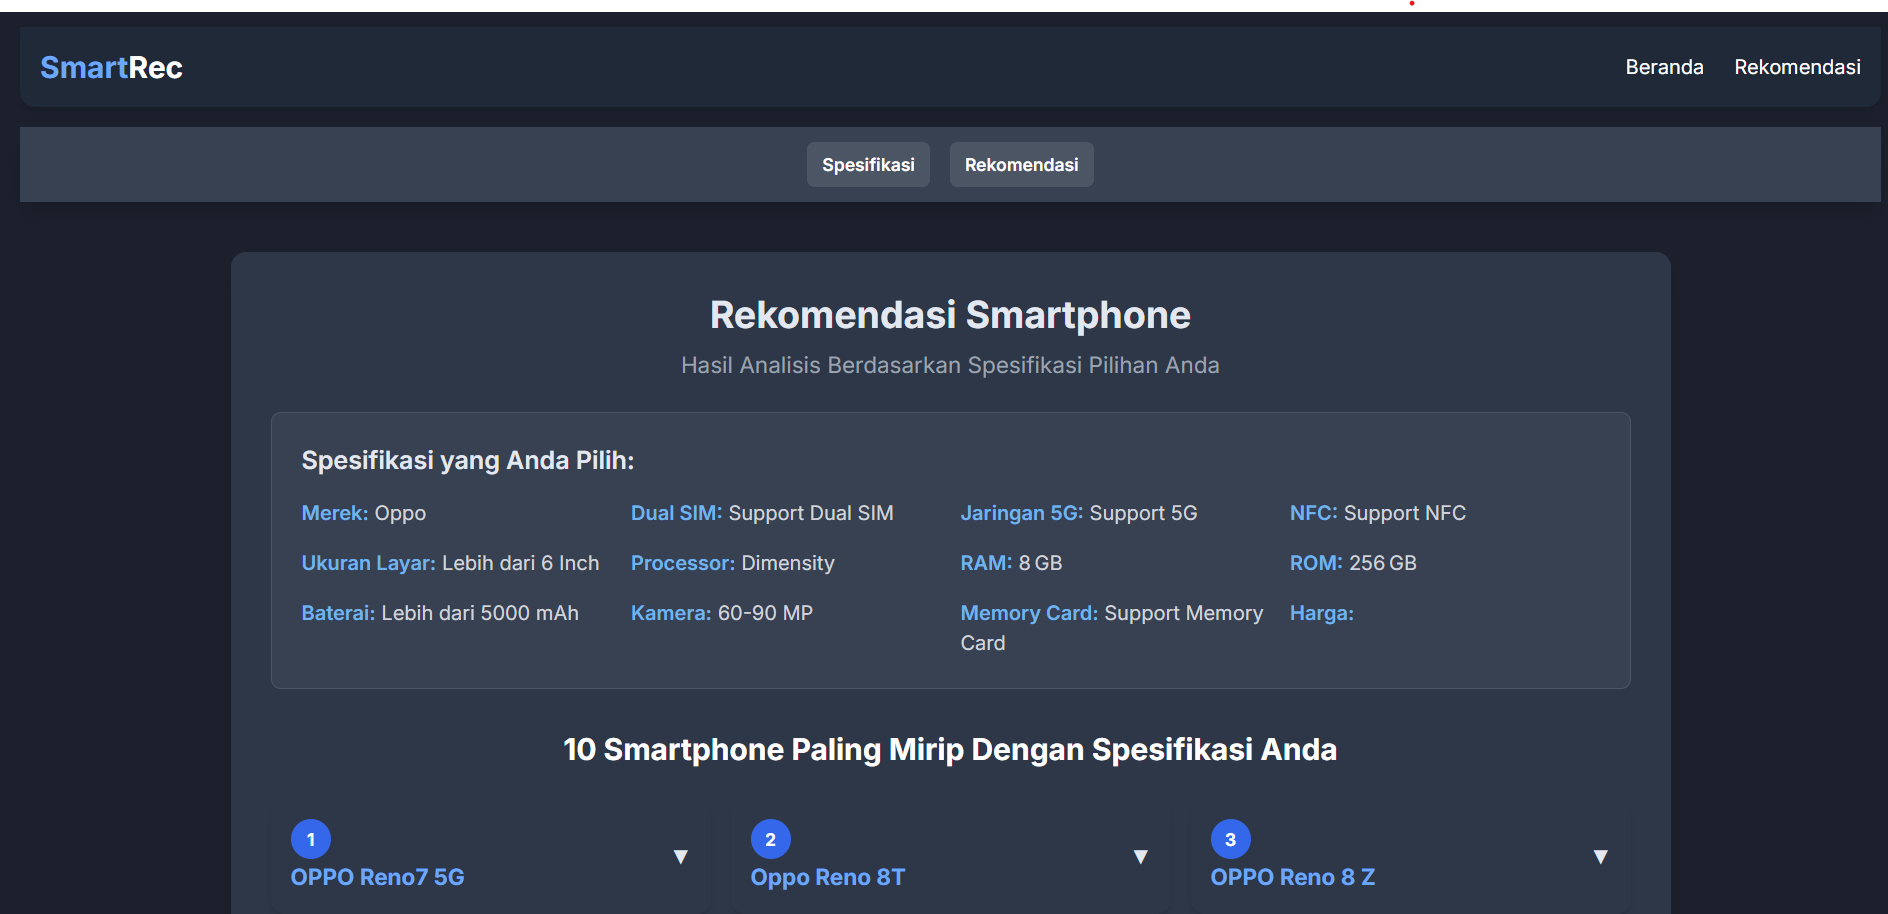 SmartRec
Beranda Rekomendasi
Spesifikasi Rekomendasi
Rekomendasi Smartphone
Hasil Analisis Berdasarkan Spesifikasi Pilihan Anda
Spesifikasi yang Anda Pilih:
Merek: Oppo Dual SIM: Support Dual SIM Jaringan 5G: Support 5G NFC: Support NFC
Ukuran Layar: Lebih dari 6 Inch Processor: Dimensity RAM: 8 GB ROM: 256 GB
Baterai: Lebih dari 5000 mAh Kamera: 60-90 MP Memory Card: Support Memory Harga:
Card
10 Smartphone Paling Mirip Dengan Spesifikasi Anda
1 ▼ 2 ▼ 3 ▼
OPPO Reno7 5G Oppo Reno 8T OPPO Reno 8 Z